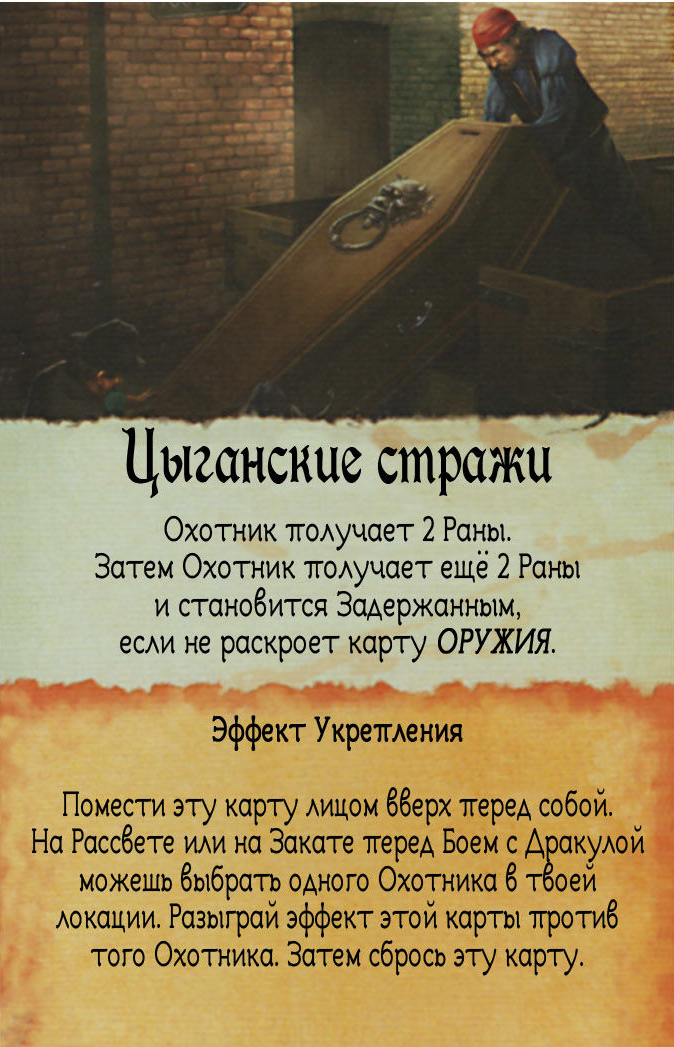 Цыганские стражи
Охотник получает 2 Раны.
Затем Охотник получает ещё 2 Раны
и становится Задержанным,
если не раскроет карту ОРУЖИЯ.
Эффект Укрепления
Помести эту карту лицом вверх перед собой.
На Рассвете или на Закате перед Боем с Дракулой
можешь выбрать одного Охотника в твоей
локации. Разыграй эффект этой карты против
того Охотника. Затем сбрось эту карту.